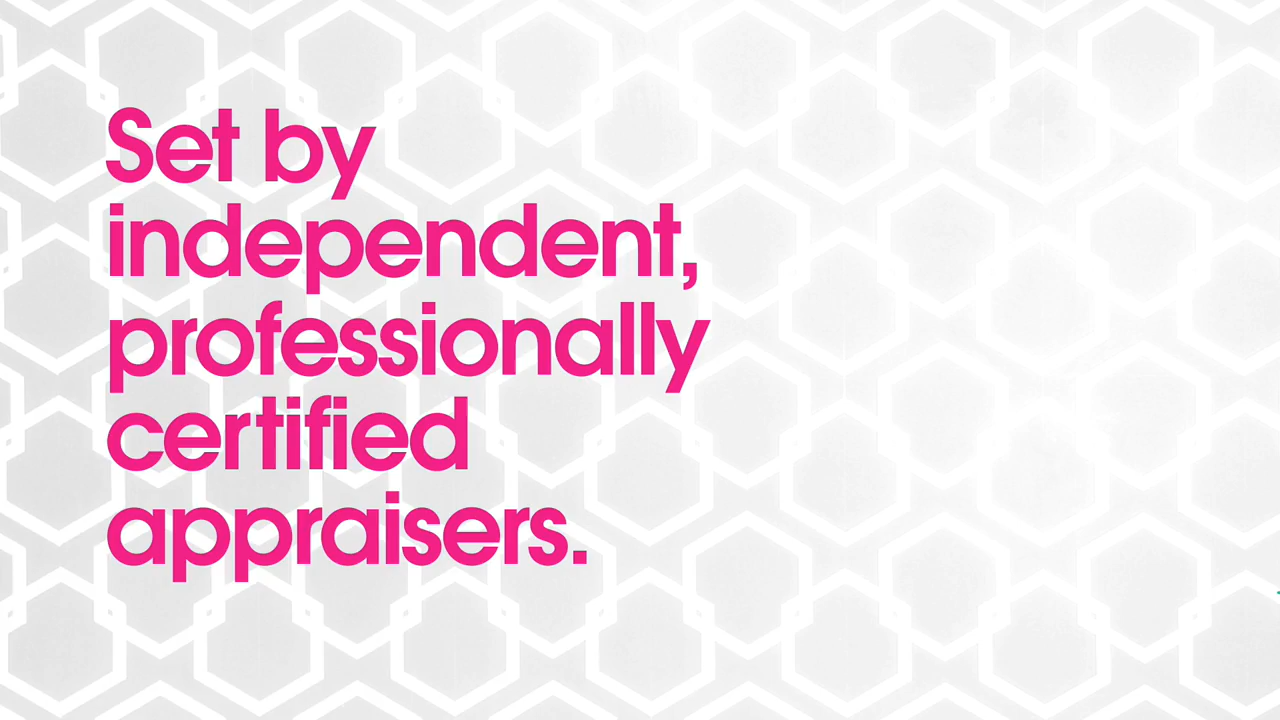 Set by
independent,
professionally
certified
appraisers.